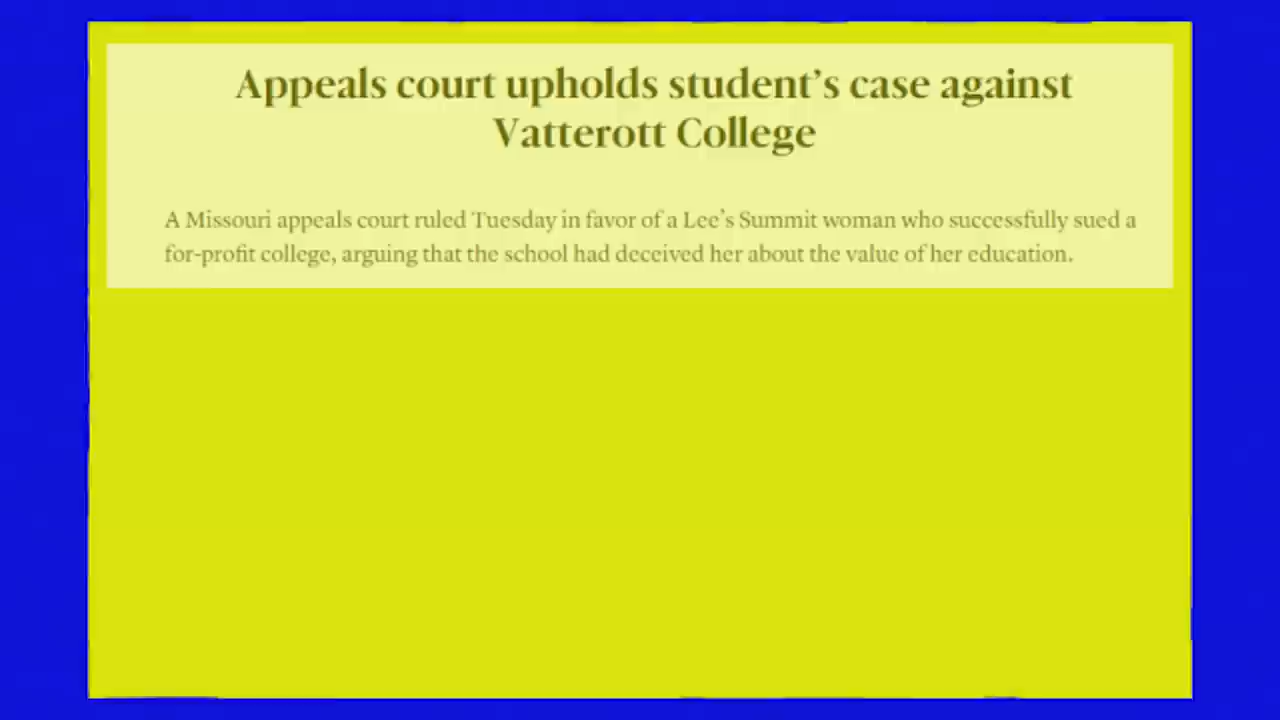 Appeals court upholds student’s case against
Vatterott College
A Missouri appeals court ruled Tuesday in favor of a Lee’s Summit woman who successfully sued a
for-profit college, arguing that the school had deceived her about the value of her education.